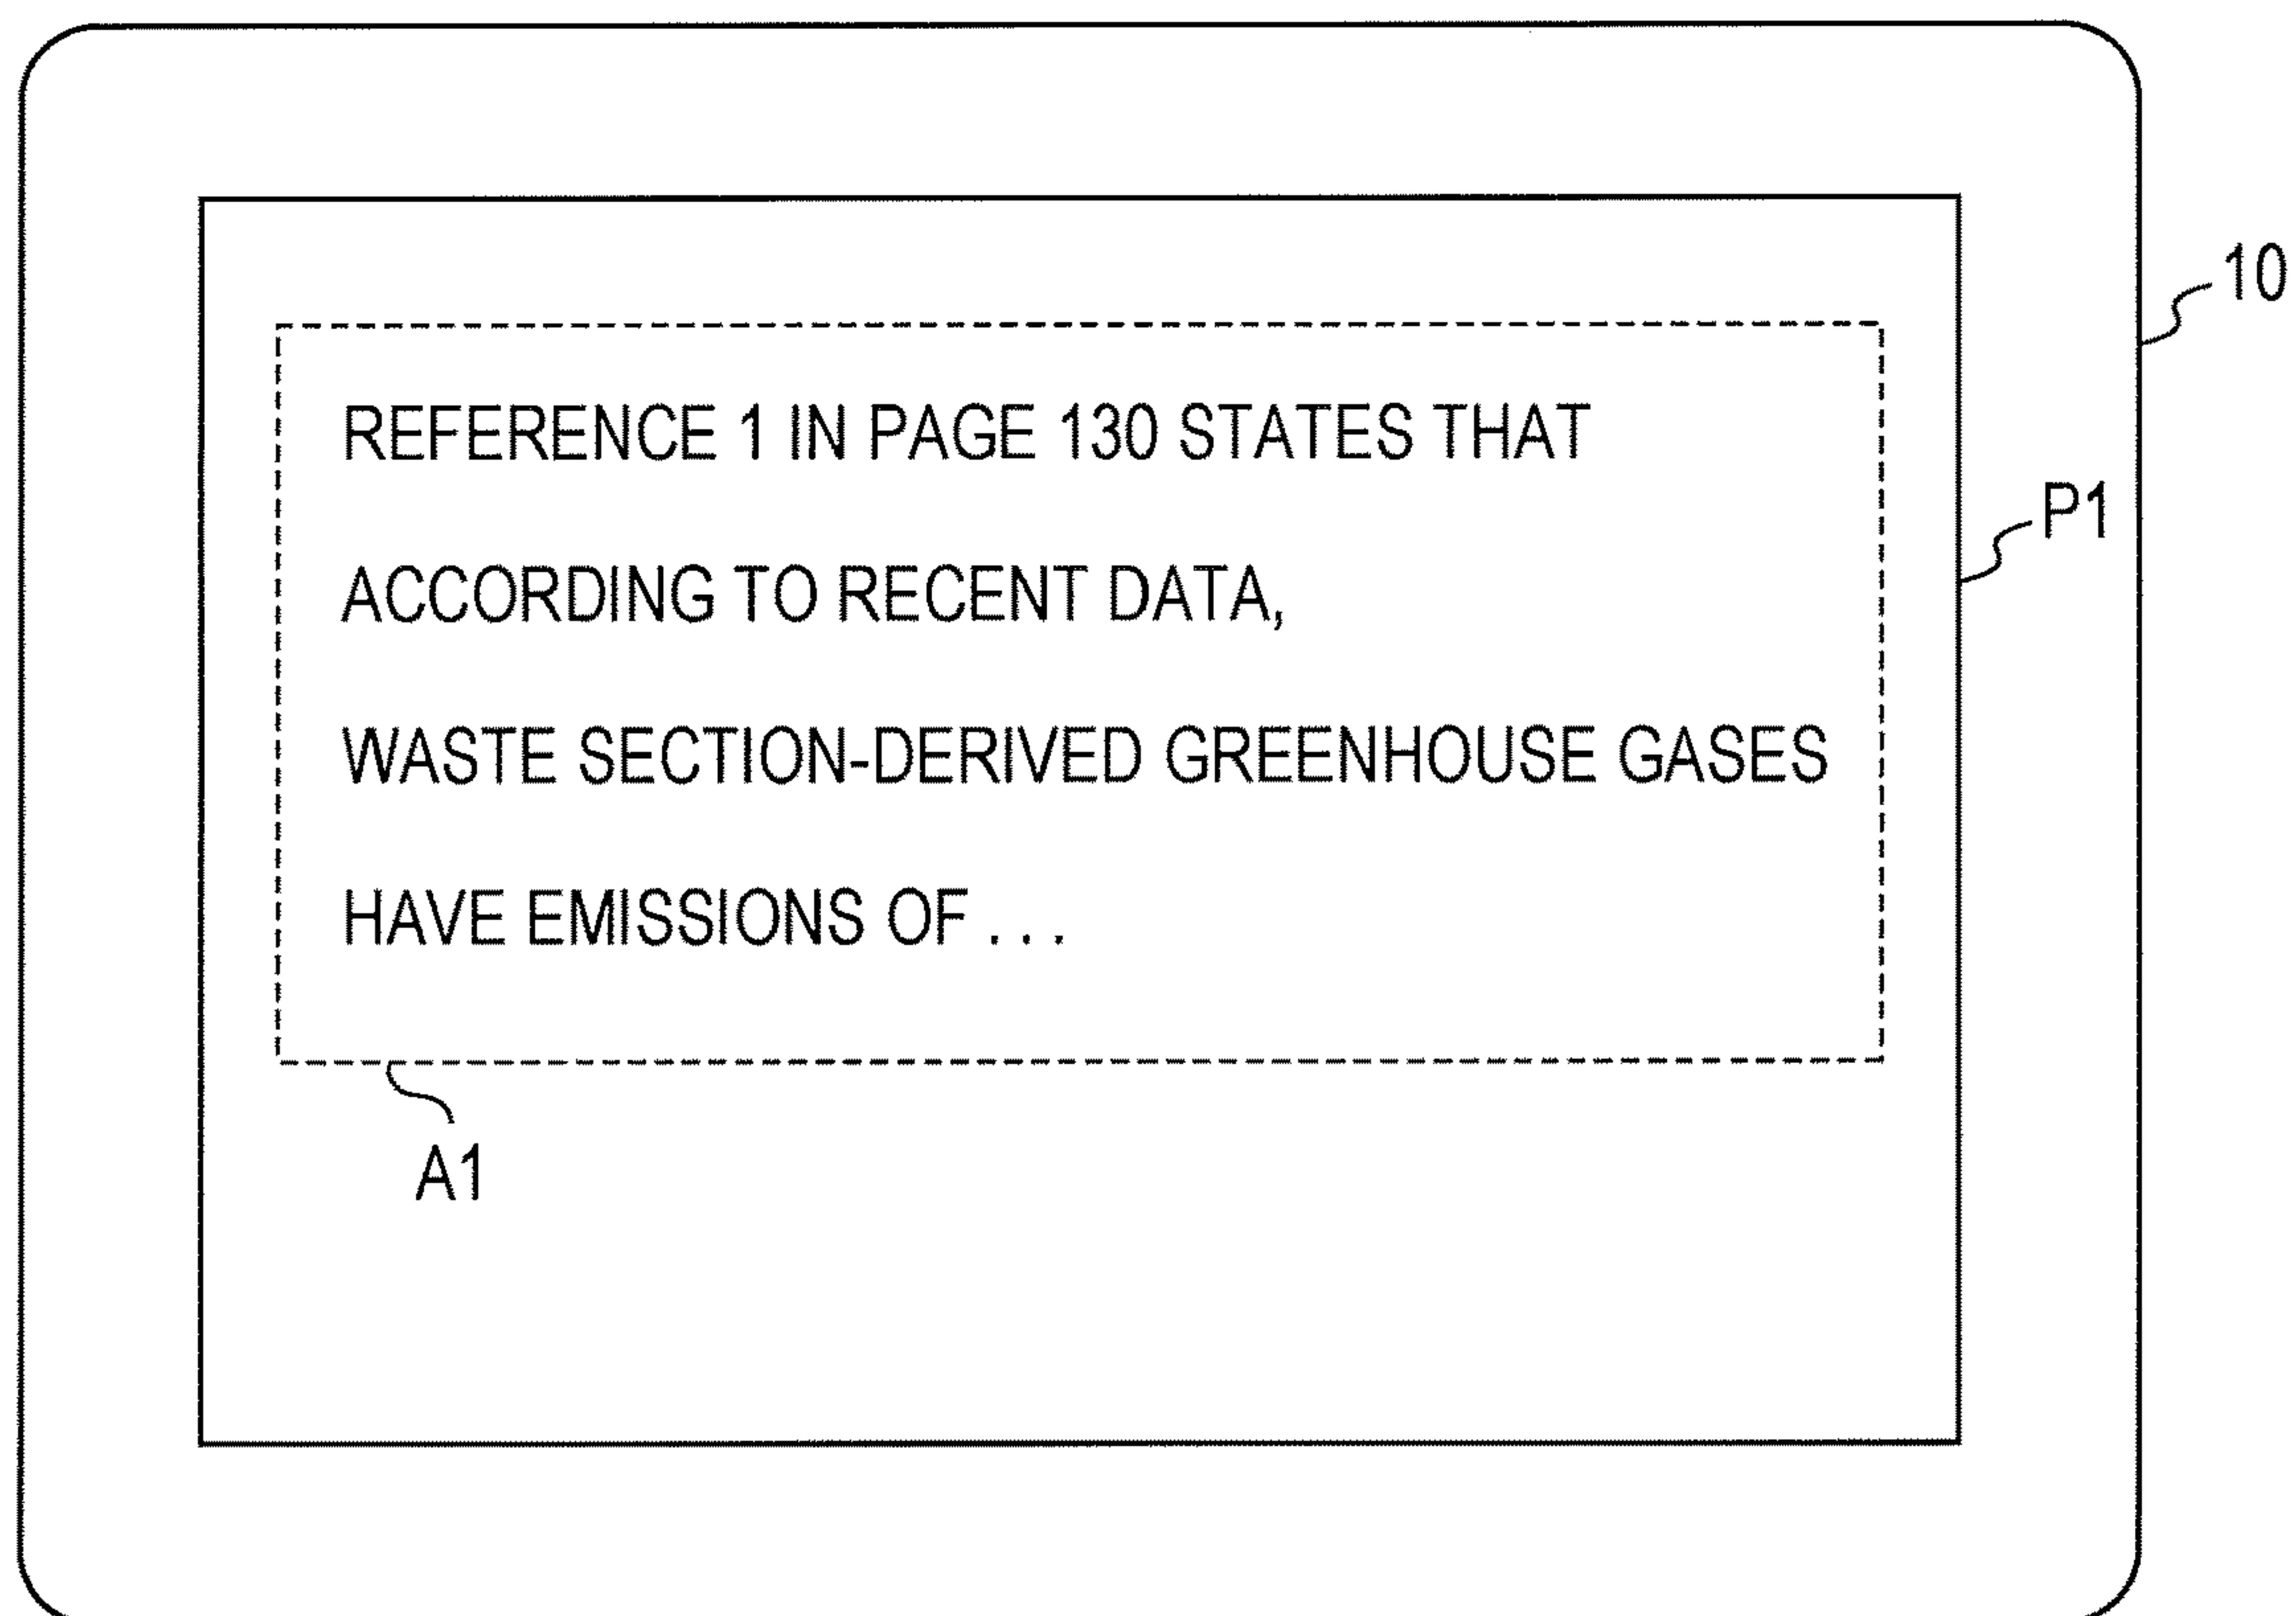 10
REFERENCE 1 IN PAGE 130 STATES THAT
P1
ACCORDING TO RECENT DATA,
WASTE SECTION-DERIVED GREENHOUSE GASES
HAVE EMISSIONS OF . . .
A1